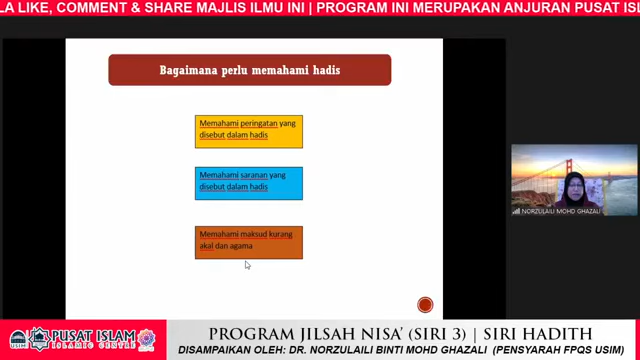 LA LIKE, COMMENT & SHARE MAJLIS ILMU INI | PROGRAM INI MERUPAKAN ANJURAN PUSAT ISL
Bagaimana perlu memahami hadis
Memahami peringatan yang
disebut dalam hadis
Memahami saranan yang
disebut dalam hadis
Memahami maksud kurang
akal dan agama
NORZULAILI MOHD GHAZALI
USIM
PUSAT ISLAM
ISLAMIC CENTRE
PROGRAM JILSAH NISA' (SIRI 3) | SIRI HADITH
DISAMPAIKAN OLEH: DR. NORZULAILI BINTI MOHD GHAZALI (PENSYARAH FPQS USIM)